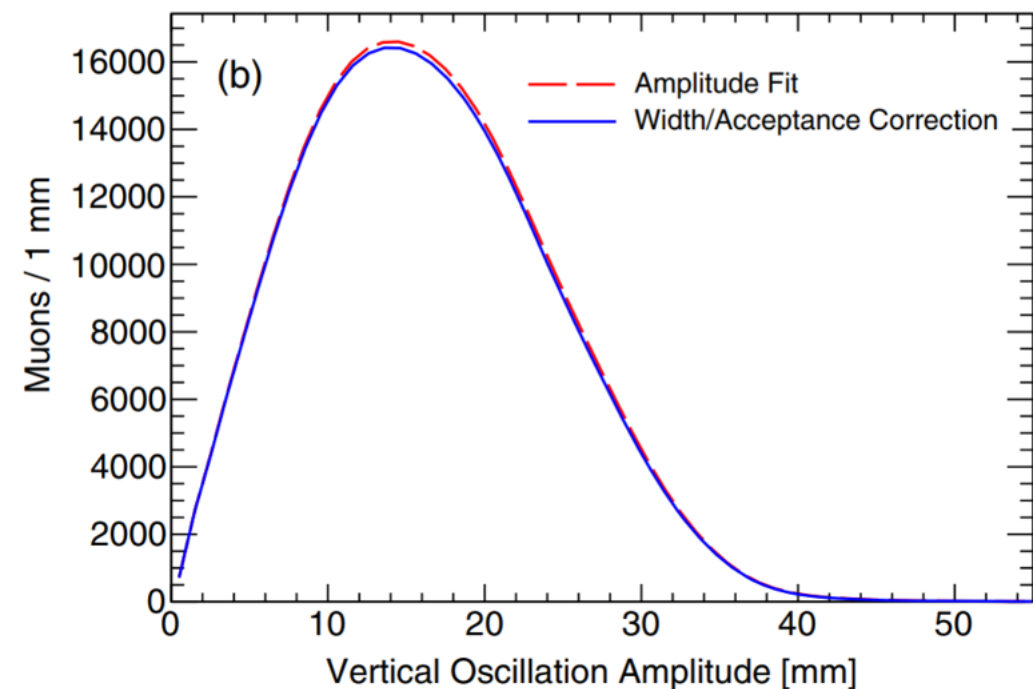 (b)
Amplitude Fit
Width/Acceptance Correction
Muons / 1 mm
16000
14000
12000
10000
8000
6000
4000
2000
0
0 10 20 30 40 50
Vertical Oscillation Amplitude [mm]